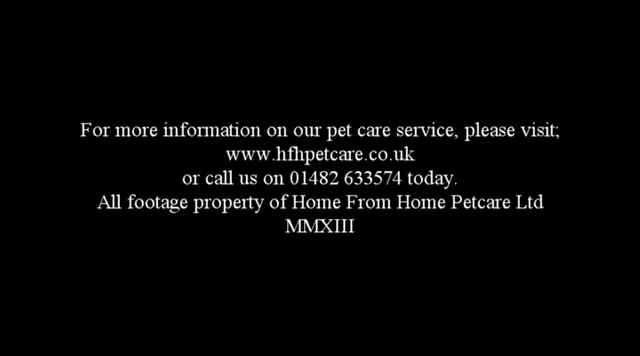 For more information on our pet care service, please visit;
www.hfhpetcare.co.uk
or call us on 01482 633574 today.
All footage property of Home From Home Petcare Ltd
MMXIII